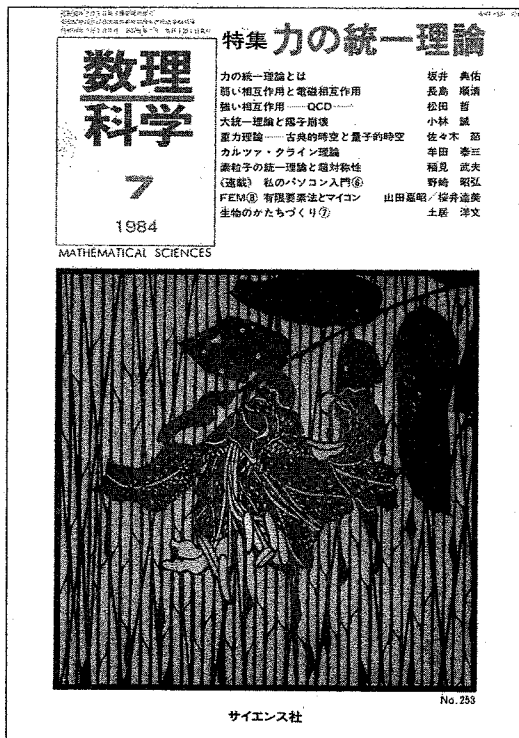 数理
科学
7
1984
MATHEMATICAL SCIENCES
特集 力の統一理論
力の統一理論とは 坂井 典佑
弱い相互作用と電磁相互作用 長島 順清
強い相互作用——QCD—— 松田 哲
大統一理論と陽子崩壊 小林 誠
重力理論——古典的時空と量子的時空 佐々木 節
カルツァ・クライン理論 牟田 泰三
素粒子の統一理論と超対称性 稲見 武夫
《連載》 私のパソコン入門⑥ 野崎 昭弘
FEM⑧ 有限要素法とマイコン 山田嘉昭/桜井達美
生物のかたちづくり⑦ 土居 洋文
No.253
サイエンス社